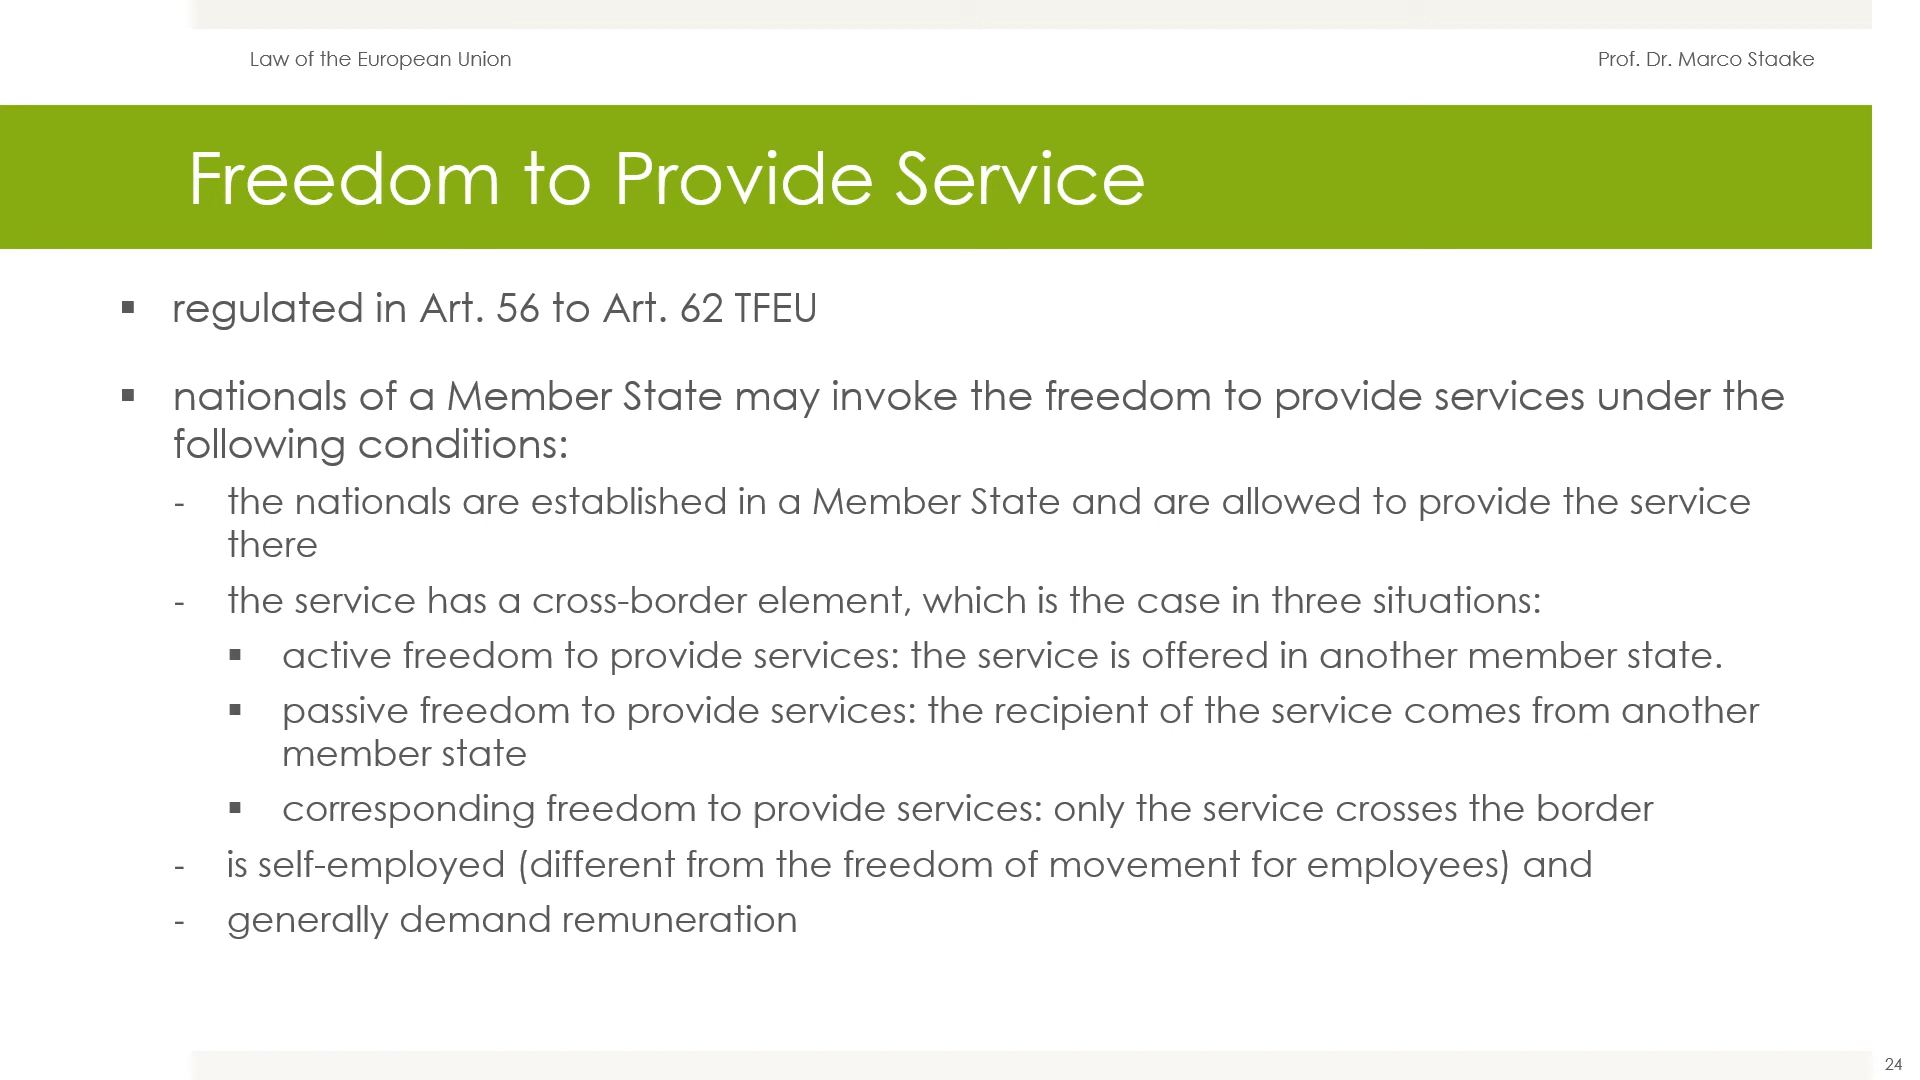 Law of the European Union
Prof. Dr. Marco Staake
Freedom to Provide Service
▪ regulated in Art. 56 to Art. 62 TFEU
▪ nationals of a Member State may invoke the freedom to provide services under the
following conditions:
- the nationals are established in a Member State and are allowed to provide the service
there
- the service has a cross-border element, which is the case in three situations:
▪ active freedom to provide services: the service is offered in another member state.
▪ passive freedom to provide services: the recipient of the service comes from another
member state
▪ corresponding freedom to provide services: only the service crosses the border
- is self-employed (different from the freedom of movement for employees) and
- generally demand remuneration
24